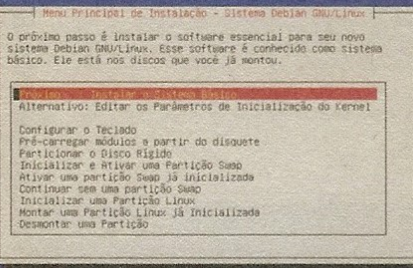 Menu Principal de Instalação - Sistema Debian GNU/Linux
O próximo passo é instalar o software essencial para seu novo
sistema Debian GNU/Linux. Esse software é conhecido como sistema
básico. Ele está nos discos que você já montou.
Próximo: Instalar o Sistema Básico
Alternativo: Editar os Parâmetros de Inicialização do Kernel
Configurar o Teclado
Pré-carregar módulos a partir do disquete
Particionar o Disco Rígido
Inicializar e Ativar uma Partição Swap
Ativar uma partição Swap já inicializada
Continuar sem uma partição Swap
Inicializar uma Partição Linux
Montar uma Partição Linux já Inicializada
Desmontar uma Partição